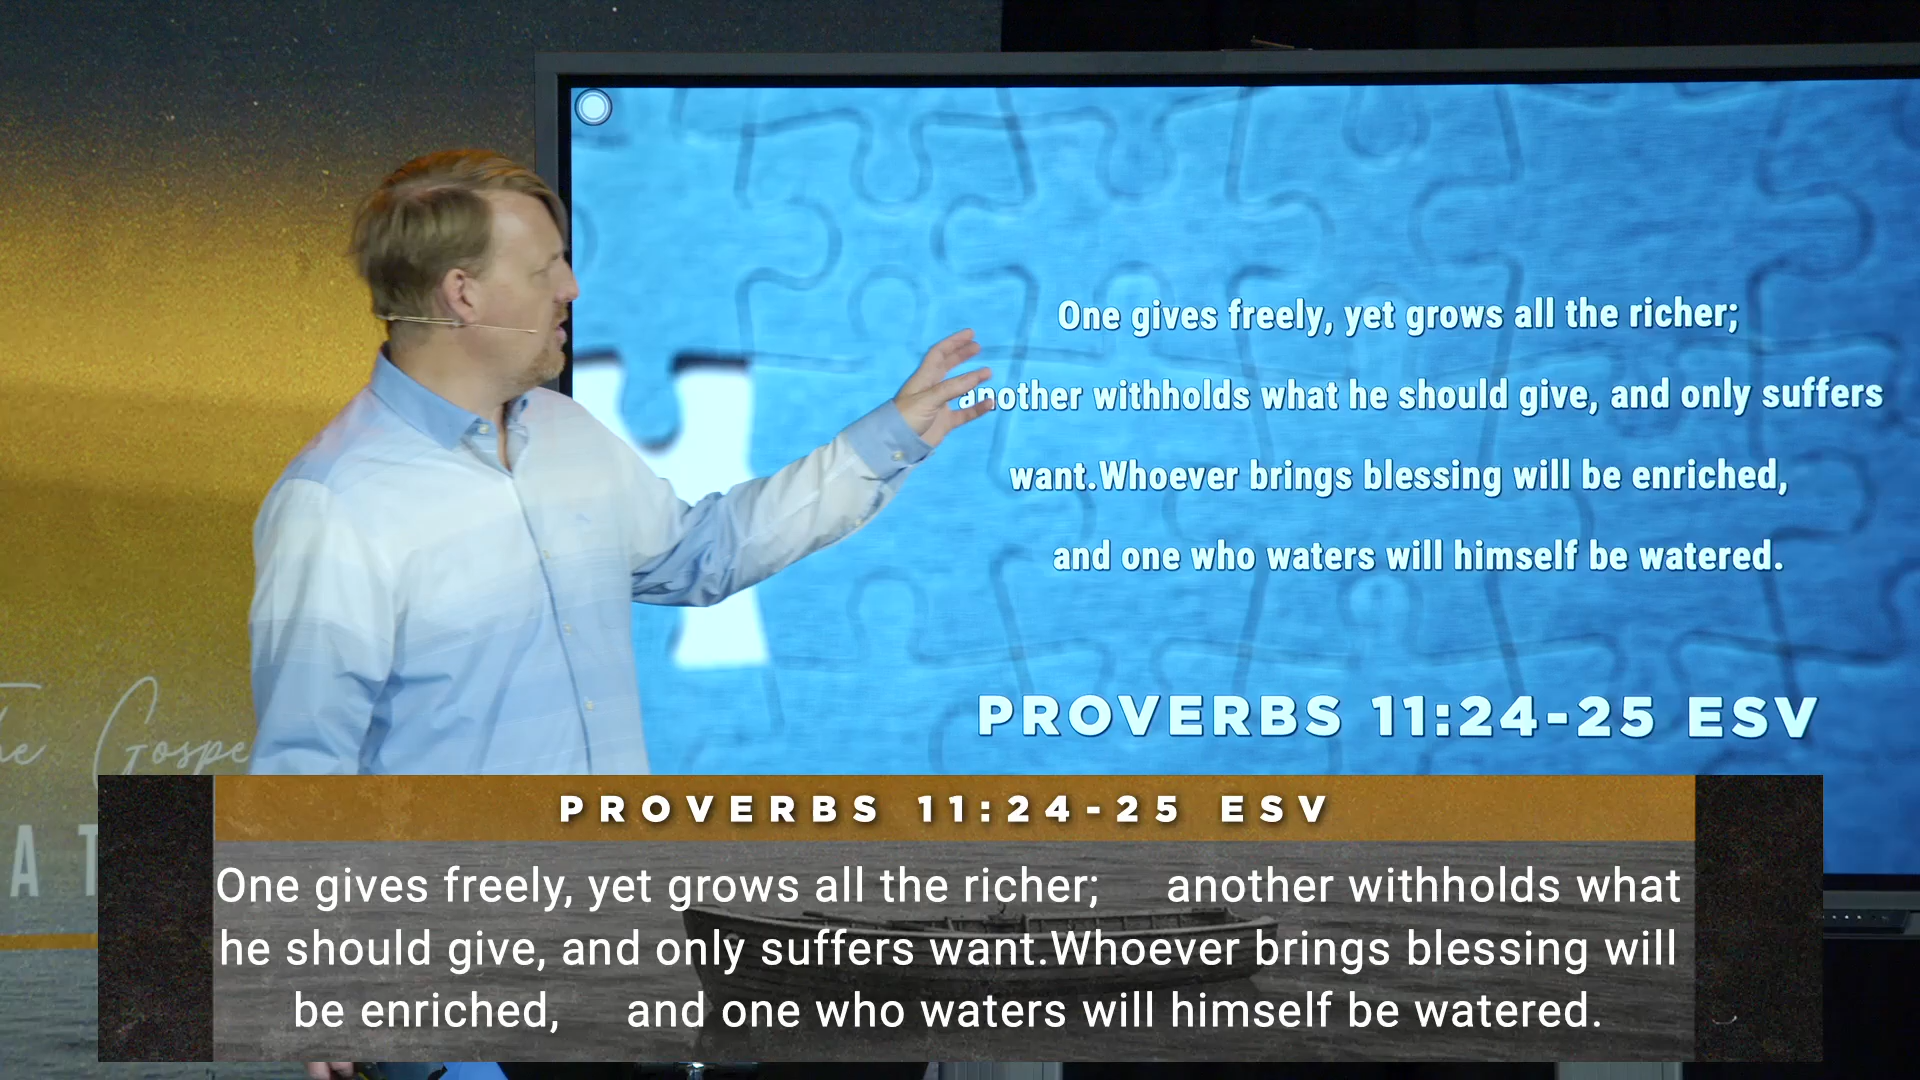 One gives freely, yet grows all the richer;
another withholds what he should give, and only suffers
want.Whoever brings blessing will be enriched,
and one who waters will himself be watered.
PROVERBS 11:24-25 ESV
The Gospe
AT
PROVERBS 11:24-25 ESV
One gives freely, yet grows all the richer; another withholds what
he should give, and only suffers want.Whoever brings blessing will
be enriched, and one who waters will himself be watered.